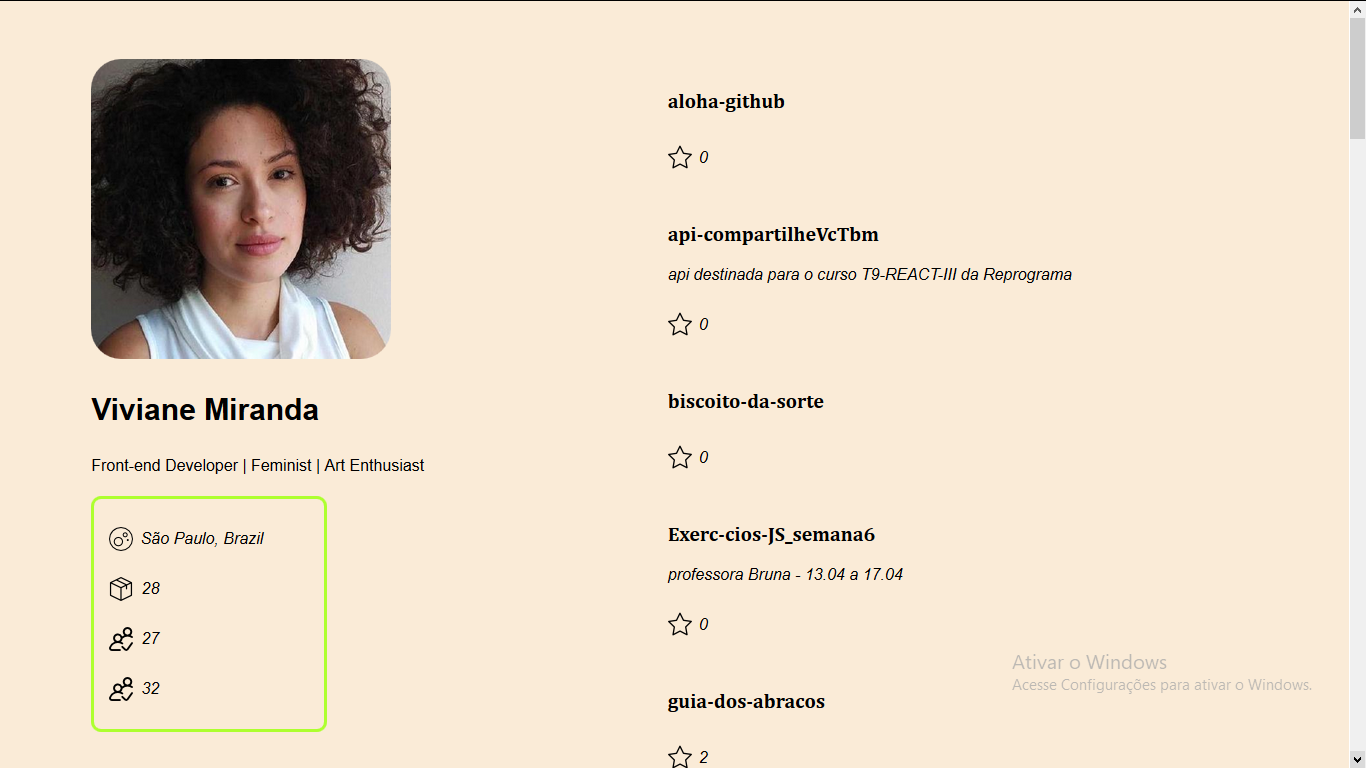 Viviane Miranda
Front-end Developer | Feminist | Art Enthusiast
São Paulo, Brazil
28
27
32
aloha-github
0
api-compartilheVcTbm
api destinada para o curso T9-REACT-III da Reprograma
0
biscoito-da-sorte
0
Exerc-cios-JS_semana6
professora Bruna - 13.04 a 17.04
0
guia-dos-abracos
2
Ativar o Windows
Acesse Configurações para ativar o Windows.